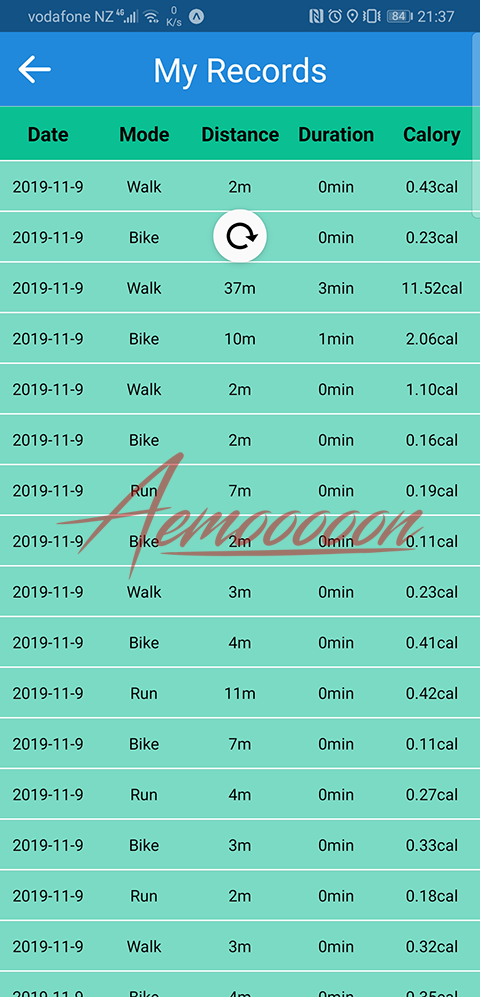 vodafone NZ 4G 0 K/s 84 21:37
My Records
Date Mode Distance Duration Calory
2019-11-9 Walk 2m 0min 0.43cal
2019-11-9 Bike 0min 0.23cal
2019-11-9 Walk 37m 3min 11.52cal
2019-11-9 Bike 10m 1min 2.06cal
2019-11-9 Walk 2m 0min 1.10cal
2019-11-9 Bike 2m 0min 0.16cal
2019-11-9 Run 7m 0min 0.19cal
Aemooooon
2019-11-9 Bike 2m 0min 0.11cal
2019-11-9 Walk 3m 0min 0.23cal
2019-11-9 Bike 4m 0min 0.41cal
2019-11-9 Run 11m 0min 0.42cal
2019-11-9 Bike 7m 0min 0.11cal
2019-11-9 Run 4m 0min 0.27cal
2019-11-9 Bike 3m 0min 0.33cal
2019-11-9 Run 2m 0min 0.18cal
2019-11-9 Walk 3m 0min 0.32cal
2019-11-9 Bike 4m 0min 0.35cal